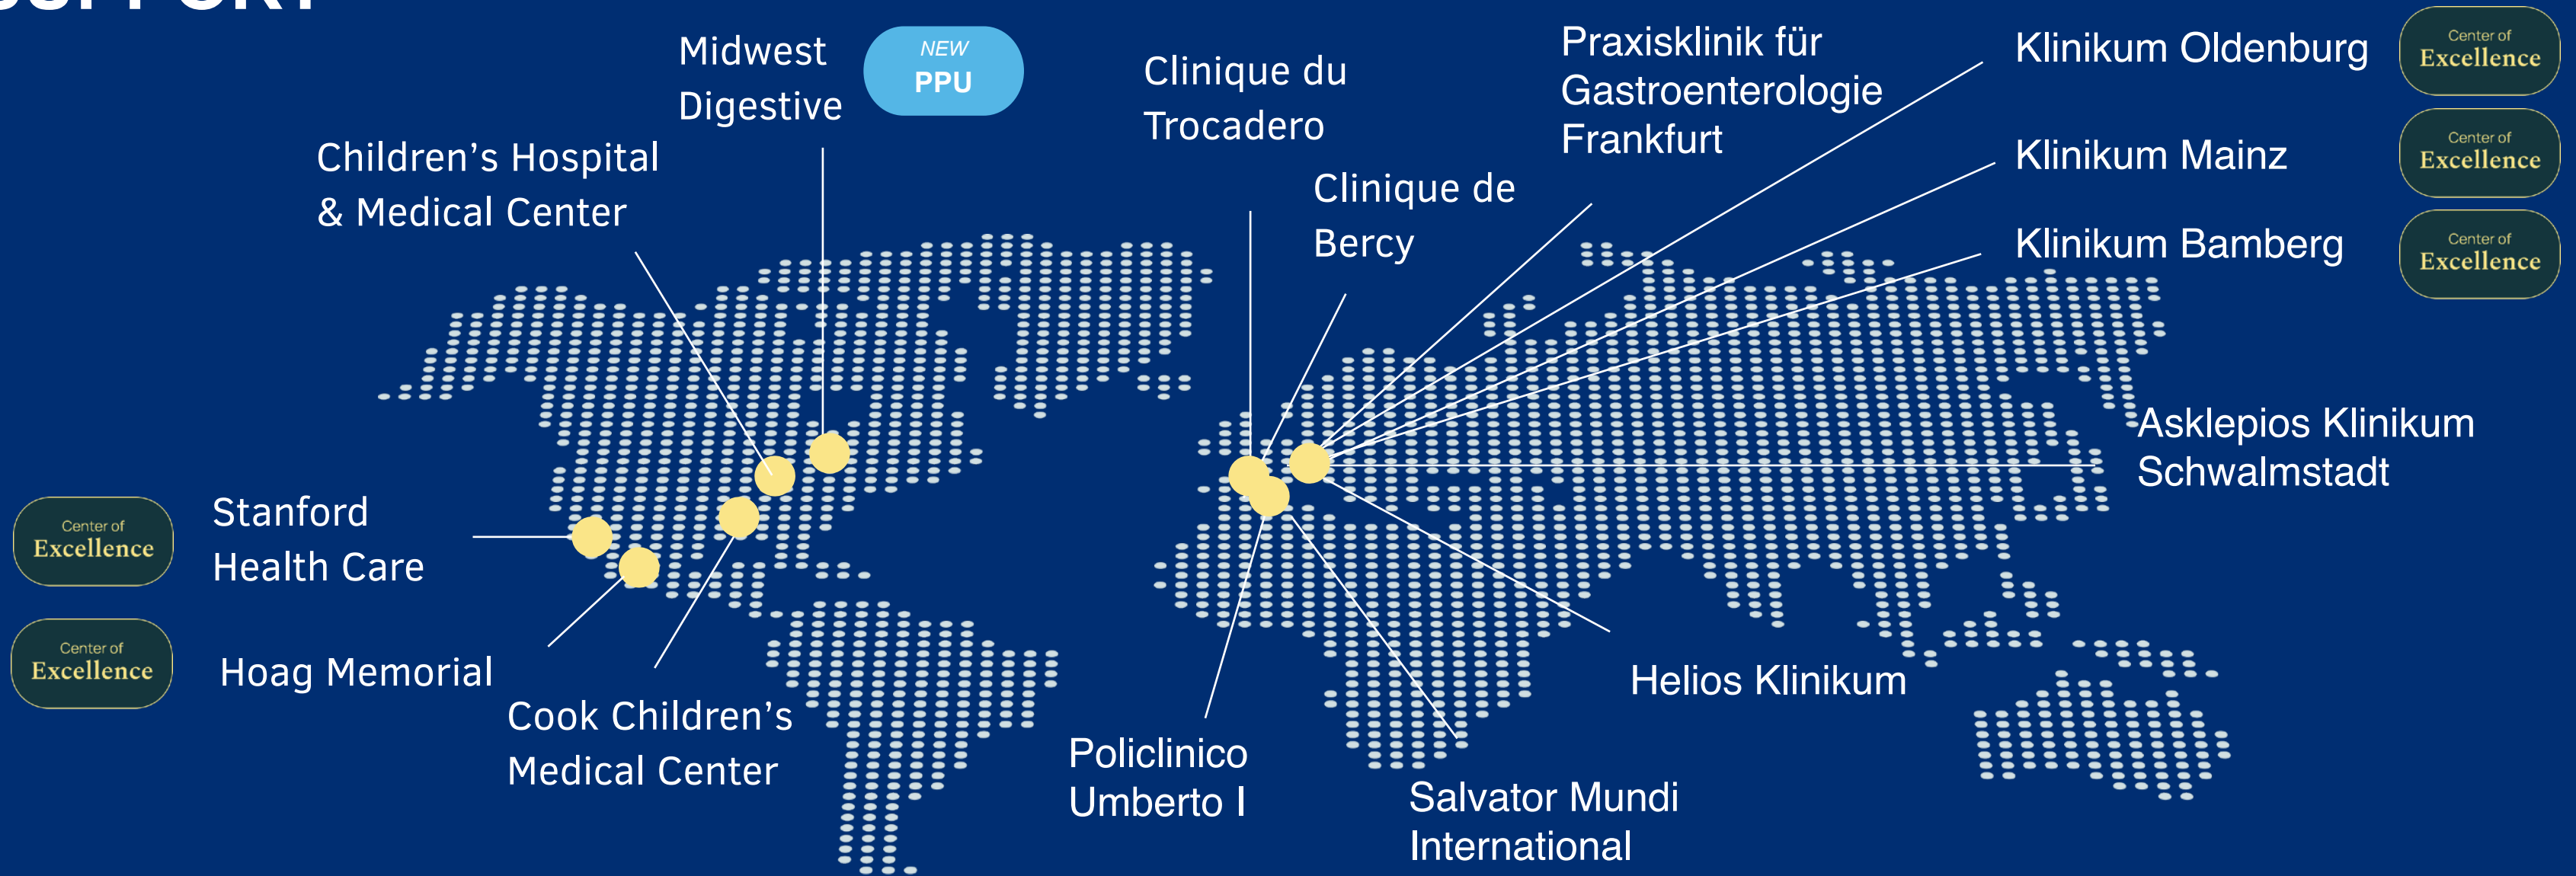 SUPPORT
Midwest
Digestive
NEW
PPU
Children's Hospital
& Medical Center
Clinique du
Trocadero
Clinique de
Bercy
Praxisklinik für
Gastroenterologie
Frankfurt
Klinikum Oldenburg
Center of
Excellence
Klinikum Mainz
Center of
Excellence
Klinikum Bamberg
Center of
Excellence
Asklepios Klinikum
Schwalmstadt
Center of
Excellence
Stanford
Health Care
Center of
Excellence
Hoag Memorial
Cook Children's
Medical Center
Policlinico
Umberto I
Salvator Mundi
International
Helios Klinikum